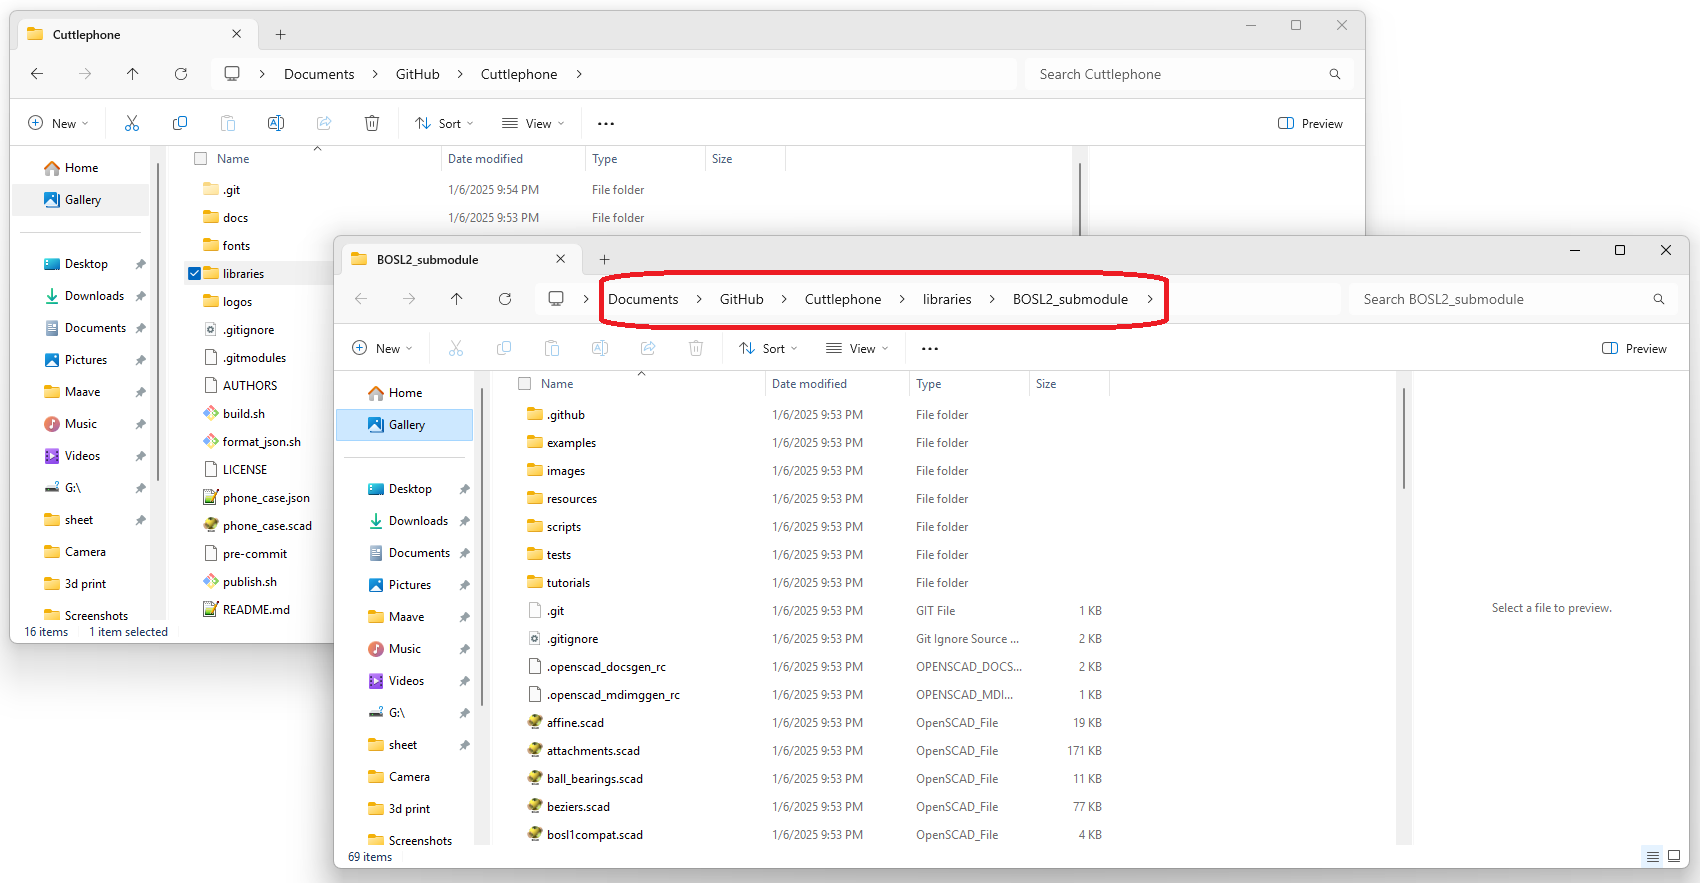 Cuttlephone
Documents > GitHub > Cuttlephone >
Search Cuttlephone
New
Sort
View
Preview
Home
Gallery
Desktop
Downloads
Documents
Pictures
Maave
Music
Videos
G:\
sheet
Camera
3d print
Screenshots
Name Date modified Type Size
.git 1/6/2025 9:54 PM File folder
docs 1/6/2025 9:53 PM File folder
fonts
libraries
logos
.gitignore
.gitmodules
AUTHORS
build.sh
format_json.sh
LICENSE
phone_case.json
phone_case.scad
pre-commit
publish.sh
README.md
16 items 1 item selected
BOSL2_submodule
Documents > GitHub > Cuttlephone > libraries > BOSL2_submodule >
Search BOSL2_submodule
New
Sort
View
Preview
Home
Gallery
Desktop
Downloads
Documents
Pictures
Maave
Music
Videos
G:\
sheet
Camera
3d print
Screenshots
Name Date modified Type Size
.github 1/6/2025 9:53 PM File folder
examples 1/6/2025 9:53 PM File folder
images 1/6/2025 9:53 PM File folder
resources 1/6/2025 9:53 PM File folder
scripts 1/6/2025 9:53 PM File folder
tests 1/6/2025 9:53 PM File folder
tutorials 1/6/2025 9:53 PM File folder
.git 1/6/2025 9:53 PM GIT File 1 KB
.gitignore 1/6/2025 9:53 PM Git Ignore Source ... 2 KB
.openscad_docsgen_rc 1/6/2025 9:53 PM OPENSCAD_DOCS... 2 KB
.openscad_mdimggen_rc 1/6/2025 9:53 PM OPENSCAD_MDI... 1 KB
affine.scad 1/6/2025 9:53 PM OpenSCAD_File 19 KB
attachments.scad 1/6/2025 9:53 PM OpenSCAD_File 171 KB
ball_bearings.scad 1/6/2025 9:53 PM OpenSCAD_File 11 KB
beziers.scad 1/6/2025 9:53 PM OpenSCAD_File 77 KB
bosl1compat.scad 1/6/2025 9:53 PM OpenSCAD_File 4 KB
Select a file to preview.
69 items